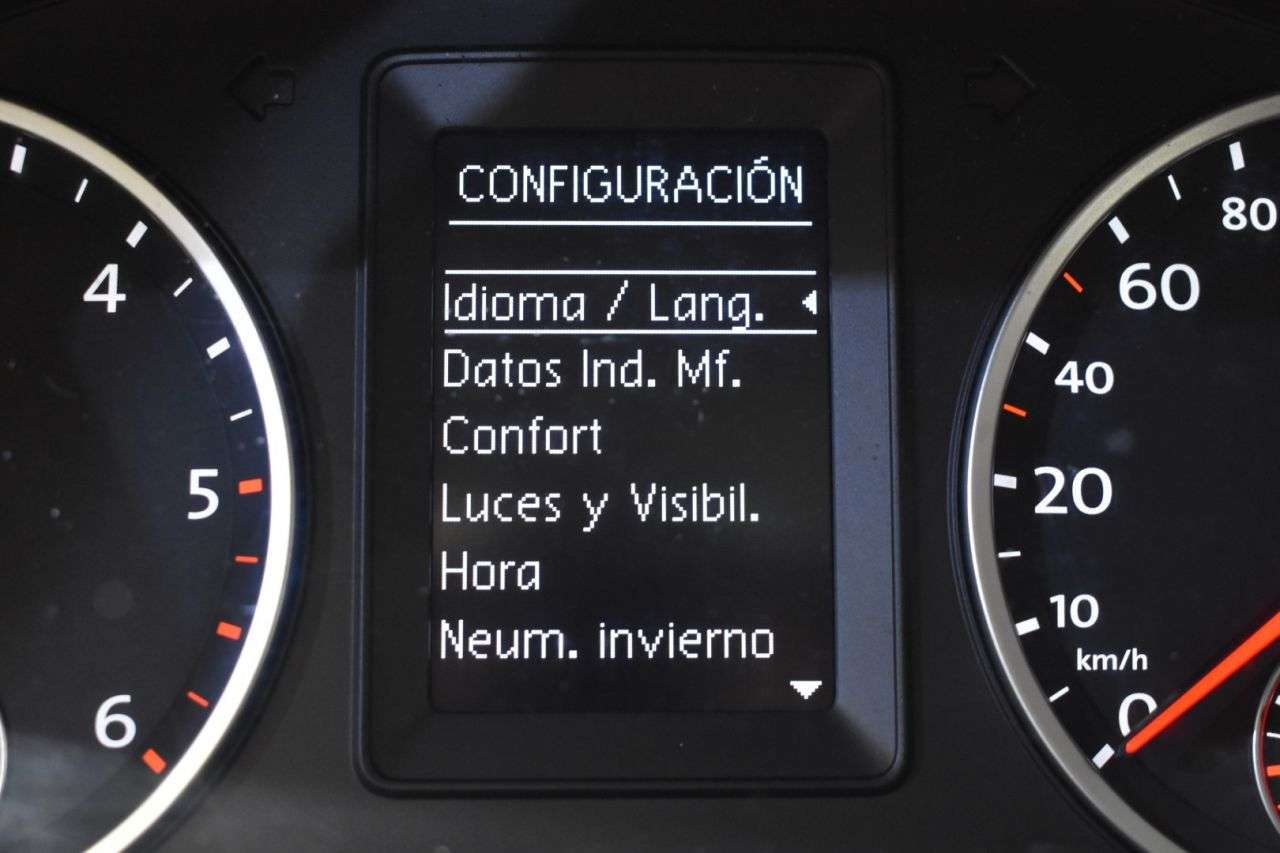 CONFIGURACIÓN
Idioma / Lang.
Datos Ind. Mf.
Confort
Luces y Visibil.
Hora
Neum. invierno
4
5
6
80
60
40
20
10
km/h
0